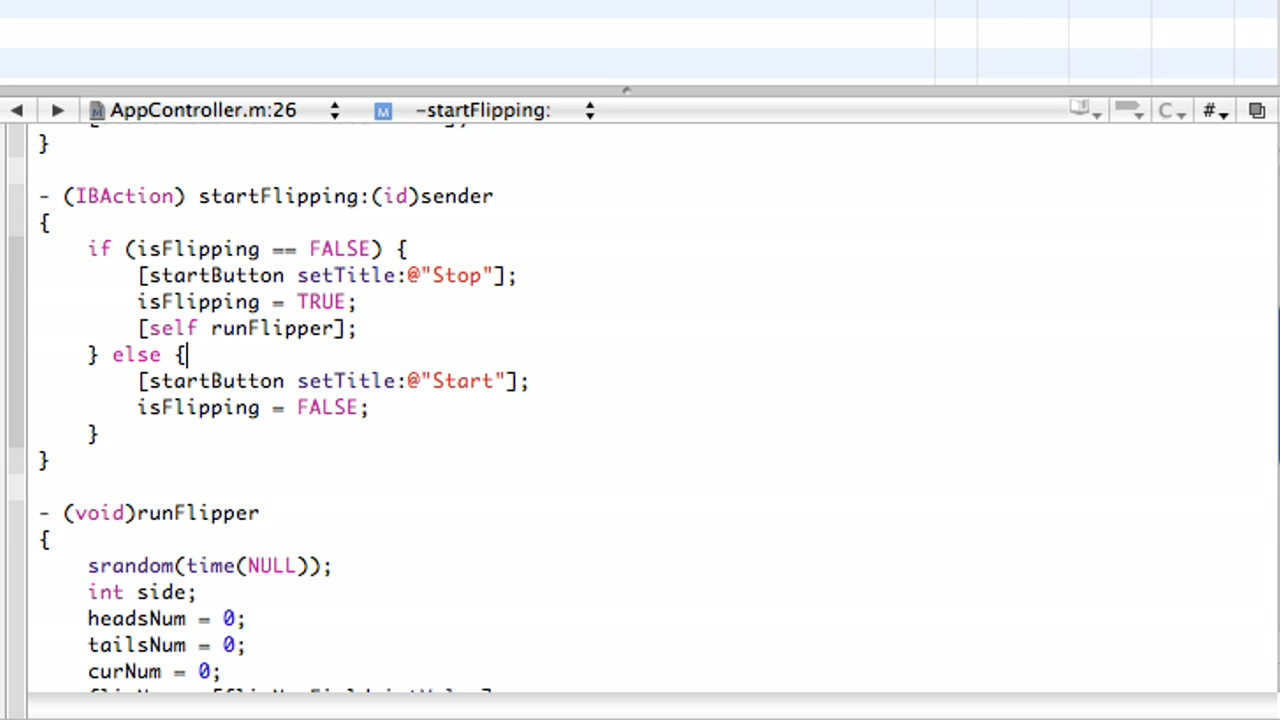 AppController.m:26 -startFlipping: C #
}
- (IBAction) startFlipping:(id)sender
{
if (isFlipping == FALSE) {
[startButton setTitle:@"Stop"];
isFlipping = TRUE;
[self runFlipper];
} else {
[startButton setTitle:@"Start"];
isFlipping = FALSE;
}
}
- (void)runFlipper
{
srandom(time(NULL));
int side;
headsNum = 0;
tailsNum = 0;
curNum = 0;